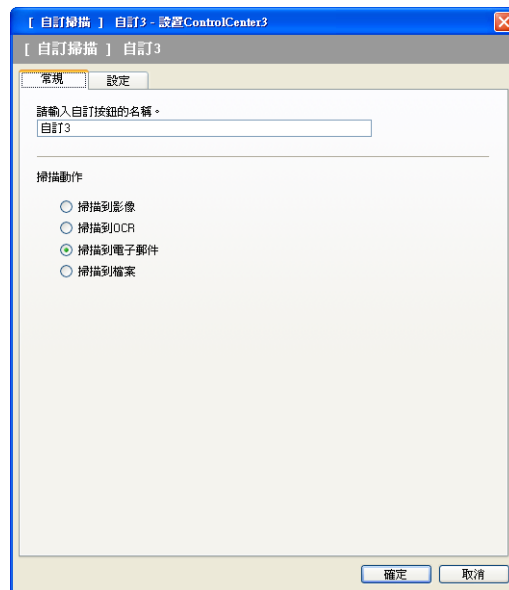 [ 自訂掃描 ] 自訂3 - 設置ControlCenter3
[ 自訂掃描 ] 自訂3
常規 設定
請輸入自訂按鈕的名稱。
自訂3
掃描動作
掃描到影像
掃描到OCR
掃描到電子郵件
掃描到檔案
確定 取消